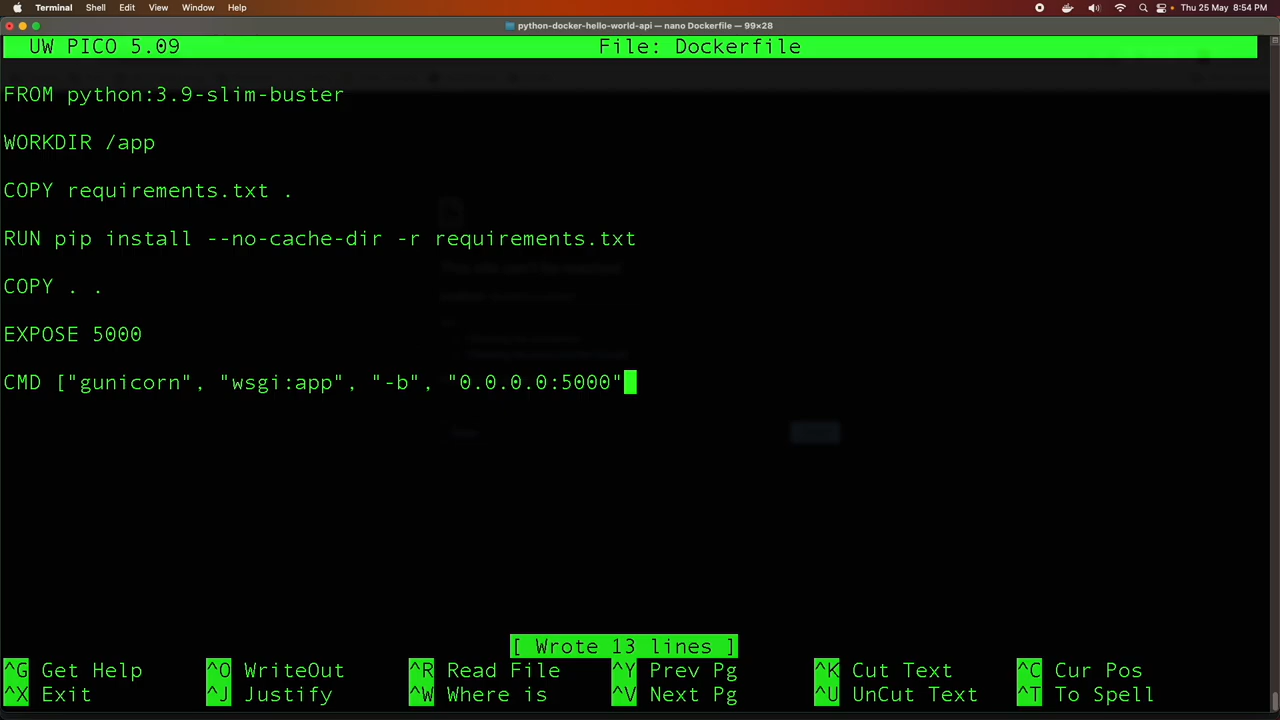 Terminal Shell Edit View Window Help Thu 25 May 8:54 PM
python-docker-hello-world-api — nano Dockerfile — 99×28
UW PICO 5.09 File: Dockerfile
FROM python:3.9-slim-buster
WORKDIR /app
COPY requirements.txt .
RUN pip install --no-cache-dir -r requirements.txt
COPY . .
EXPOSE 5000
CMD ["gunicorn", "wsgi:app", "-b", "0.0.0.0:5000"
[ Wrote 13 lines ]
^G Get Help ^O WriteOut ^R Read File ^Y Prev Pg ^K Cut Text ^C Cur Pos
^X Exit ^J Justify ^W Where is ^V Next Pg ^U UnCut Text ^T To Spell